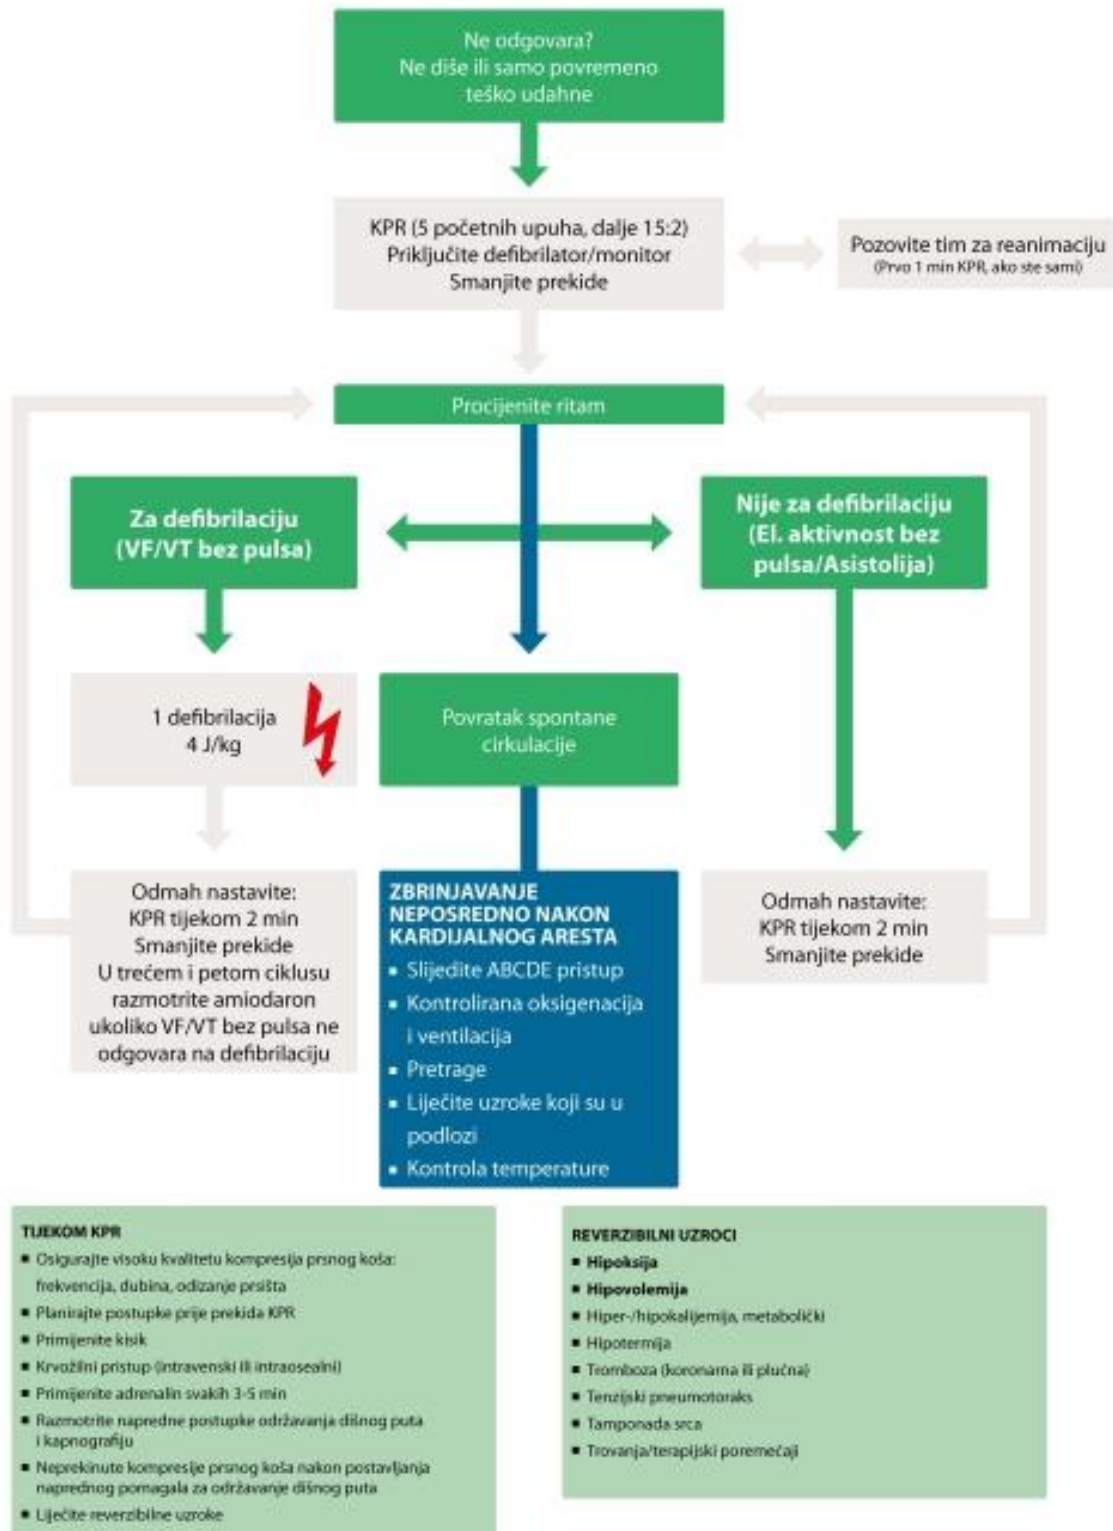 Ne odgovara?
Ne diše ili samo povremeno
teško udahne
KPR (5 početnih upuha, dalje 15:2)
Priključite defibrilator/monitor
Smanjite prekide
Pozovite tim za reanimaciju
(Prvo 1 min KPR, ako ste sami)
Procijenite ritam
Za defibrilaciju
(VF/VT bez pulsa)
Nije za defibrilaciju
(El. aktivnost bez
pulsa/Asistolija)
1 defibrilacija
4 J/kg
Povratak spontane
cirkulacije
Odmah nastavite:
KPR tijekom 2 min
Smanjite prekide
U trećem i petom ciklusu
razmotrite amiodaron
ukoliko VF/VT bez pulsa ne
odgovara na defibrilaciju
ZBRINJAVANJE
NEPOSREDNO NAKON
KARDIJALNOG ARESTA
▪ Slijedite ABCDE pristup
▪ Kontrolirana oksigenacija
i ventilacija
▪ Pretrage
▪ Liječite uzroke koji su u
podlozi
▪ Kontrola temperature
Odmah nastavite:
KPR tijekom 2 min
Smanjite prekide
TIJEKOM KPR
▪ Osigurajte visoku kvalitetu kompresija prsnog koša:
frekvencija, dubina, odizanje prsišta
▪ Planirajte postupke prije prekida KPR
▪ Primijenite kisik
▪ Krvožilni pristup (intravenski ili intraosealni)
▪ Primijenite adrenalin svakih 3-5 min
▪ Razmotrite napredne postupke održavanja dišnog puta
i kapnografiju
▪ Neprekinute kompresije prsnog koša nakon postavljanja
naprednog pomagala za održavanje dišnog puta
▪ Liječite reverzibilne uzroke
REVERZIBILNI UZROCI
▪ Hipoksija
▪ Hipovolemija
▪ Hiper-/hipokalijemija, metabolički
▪ Hipotermija
▪ Tromboza (koronarna ili plućna)
▪ Tenzijski pneumotoraks
▪ Tamponada srca
▪ Trovanja/terapijski poremećaji